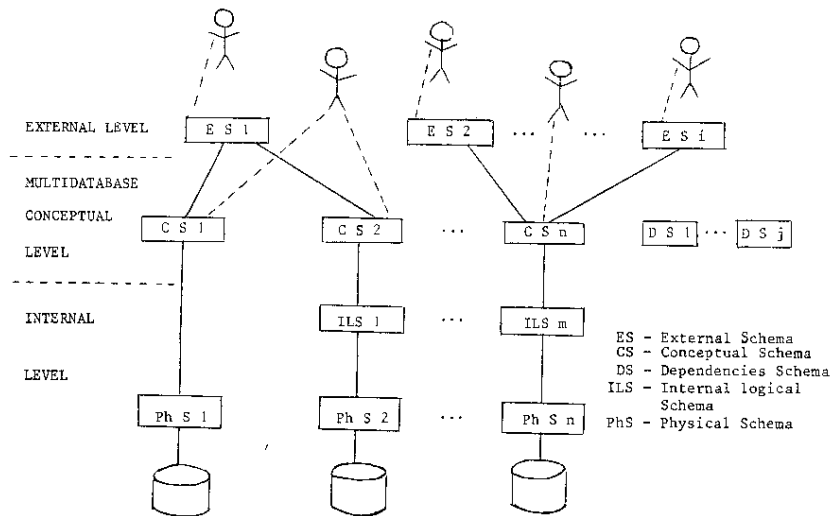 EXTERNAL LEVEL
E S 1
E S 2
... ...
E S i
MULTIDATABASE
CONCEPTUAL
LEVEL
C S 1
C S 2
...
C S n
D S 1 ... D S j
INTERNAL
LEVEL
ILS 1
...
ILS m
Ph S 1
Ph S 2
...
Ph S n
ES - External Schema
CS - Conceptual Schema
DS - Dependencies Schema
ILS - Internal logical
Schema
PhS - Physical Schema